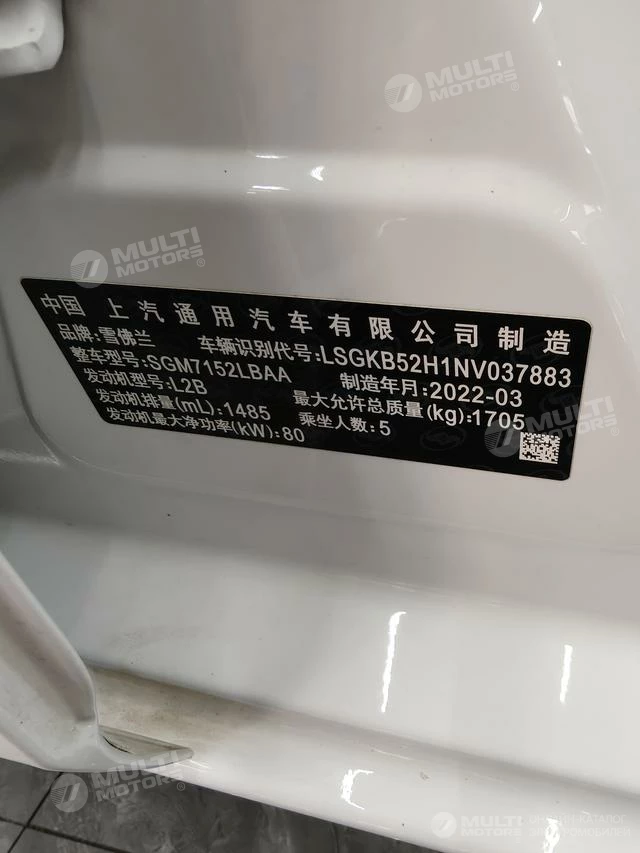 MULTI
MOTORS®
MULTI
MOTORS®
中国 上汽通用汽车有限公司制造
品牌:雪佛兰 车辆识别代号:LSGKB52H1NV037883
整车型号:SGM7152LBAA 制造年月:2022-03
发动机型号:L2B 最大允许总质量(kg):1705
发动机排量(mL):1485 乘坐人数:5
发动机最大净功率(kW):80
MULTI
MOTORS®
MULTI
MOTORS®
MULTI
MOTORS®
ОНЛАЙН-КАТАЛОГ
ЭЛЕКТРОМОБИЛЕЙ